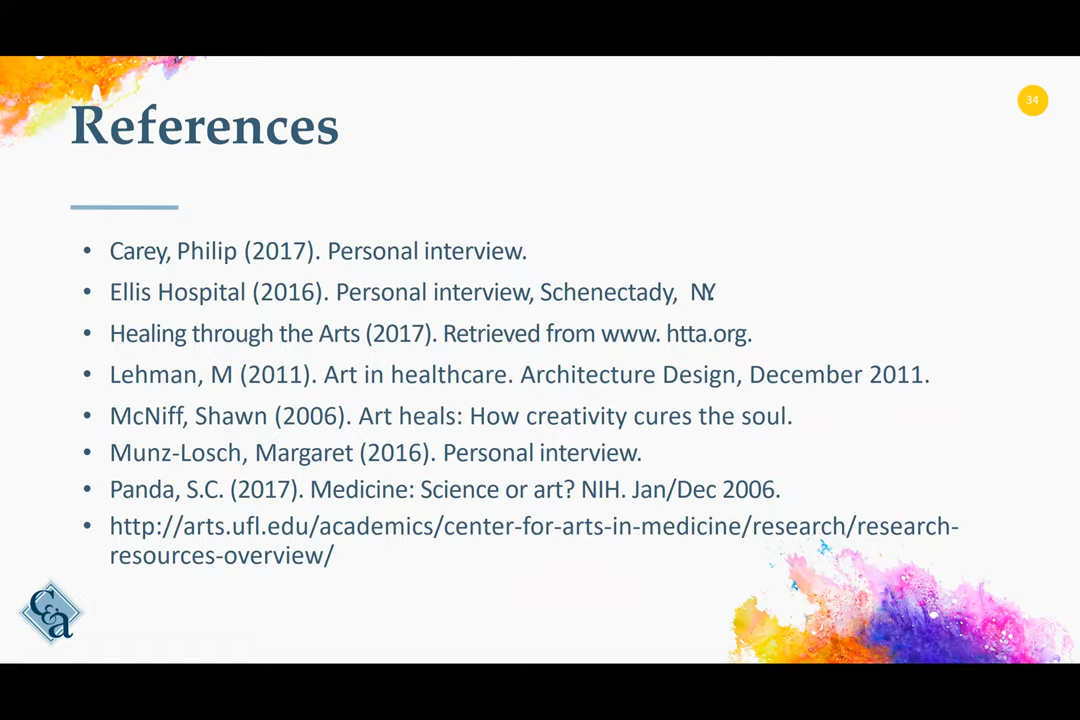 34
References
• Carey, Philip (2017). Personal interview.
• Ellis Hospital (2016). Personal interview, Schenectady, NY.
• Healing through the Arts (2017). Retrieved from www. htta.org.
• Lehman, M (2011). Art in healthcare. Architecture Design, December 2011.
• McNiff, Shawn (2006). Art heals: How creativity cures the soul.
• Munz-Losch, Margaret (2016). Personal interview.
• Panda, S.C. (2017). Medicine: Science or art? NIH. Jan/Dec 2006.
• http://arts.ufl.edu/academics/center-for-arts-in-medicine/research/research-
resources-overview/
C&a